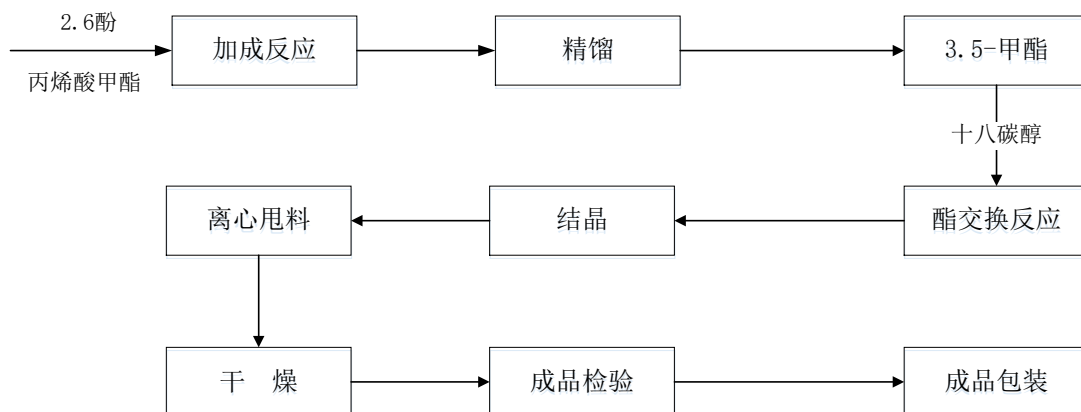 2.6酚
丙烯酸甲酯
加成反应
精馏
3.5-甲酯
十八碳醇
酯交换反应
结晶
离心甩料
干 燥
成品检验
成品包装